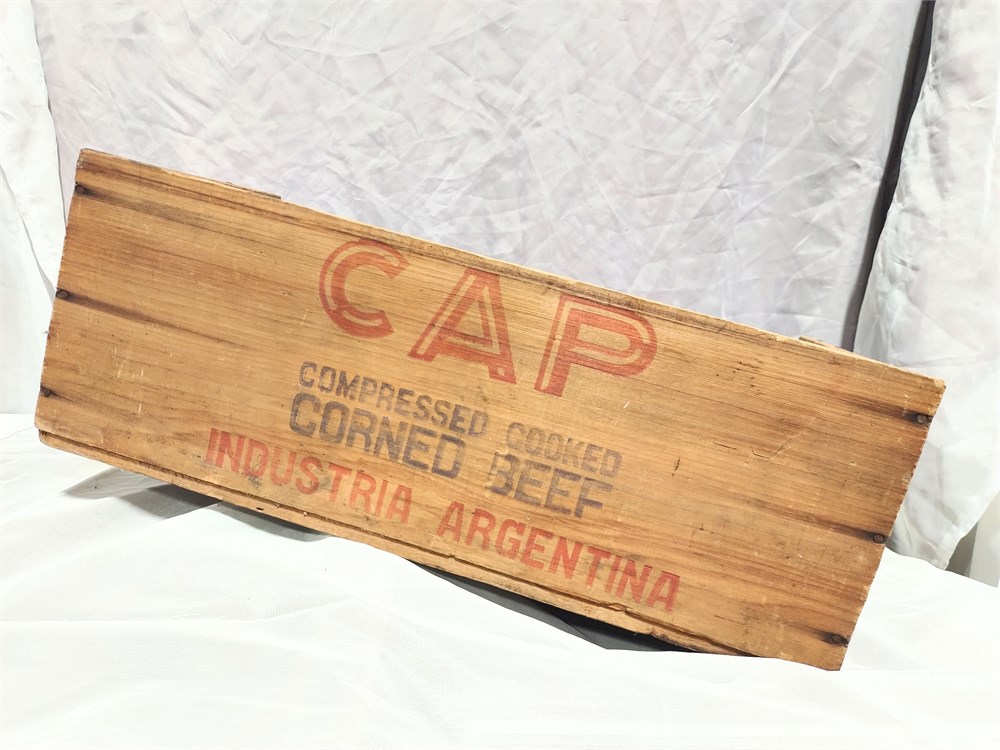 CAP
COMPRESSED COOKED
CORNED BEEF
INDUSTRIA ARGENTINA